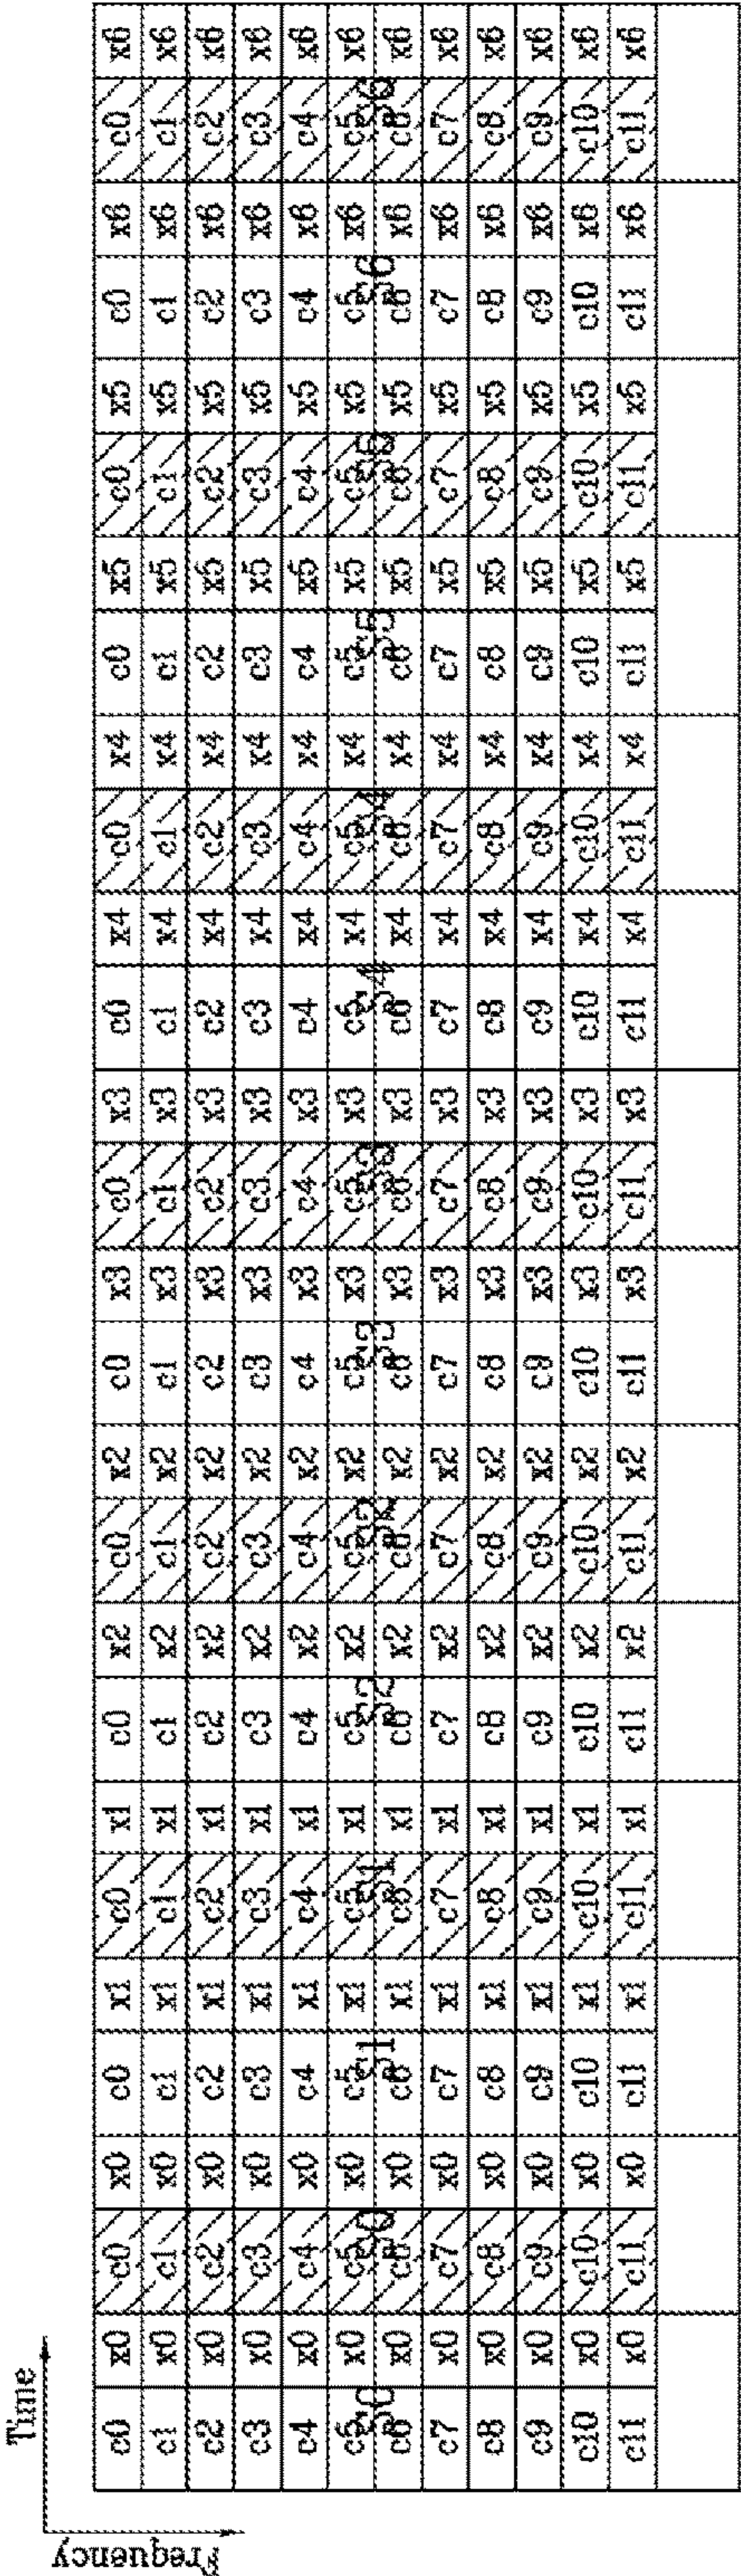 Time
Frequency
c0 x0 c0 x0 c0 x1 c0 x1 c0 x2 c0 x2 c0 x3 c0 x3 c0 x4 c0 x4 c0 x5 c0 x5 c0 x6 c0 x6
c1 x0 c1 x0 c1 x1 c1 x1 c1 x2 c1 x2 c1 x3 c1 x3 c1 x4 c1 x4 c1 x5 c1 x5 c1 x6 c1 x6
c2 x0 c2 x0 c2 x1 c2 x1 c2 x2 c2 x2 c2 x3 c2 x3 c2 x4 c2 x4 c2 x5 c2 x5 c2 x6 c2 x6
c3 x0 c3 x0 c3 x1 c3 x1 c3 x2 c3 x2 c3 x3 c3 x3 c3 x4 c3 x4 c3 x5 c3 x5 c3 x6 c3 x6
c4 x0 c4 x0 c4 x1 c4 x1 c4 x2 c4 x2 c4 x3 c4 x3 c4 x4 c4 x4 c4 x5 c4 x5 c4 x6 c4 x6
c5 x0 c5 x0 c5 x1 c5 x1 c5 x2 c5 x2 c5 x3 c5 x3 c5 x4 c5 x4 c5 x5 c5 x5 c5 x6 c5 x6
S0 S0 S1 S1 S2 S2 S3 S3 S4 S4 S5 S5 S6 S6
c6 x0 c6 x0 c6 x1 c6 x1 c6 x2 c6 x2 c6 x3 c6 x3 c6 x4 c6 x4 c6 x5 c6 x5 c6 x6 c6 x6
c7 x0 c7 x0 c7 x1 c7 x1 c7 x2 c7 x2 c7 x3 c7 x3 c7 x4 c7 x4 c7 x5 c7 x5 c7 x6 c7 x6
c8 x0 c8 x0 c8 x1 c8 x1 c8 x2 c8 x2 c8 x3 c8 x3 c8 x4 c8 x4 c8 x5 c8 x5 c8 x6 c8 x6
c9 x0 c9 x0 c9 x1 c9 x1 c9 x2 c9 x2 c9 x3 c9 x3 c9 x4 c9 x4 c9 x5 c9 x5 c9 x6 c9 x6
c10 x0 c10 x0 c10 x1 c10 x1 c10 x2 c10 x2 c10 x3 c10 x3 c10 x4 c10 x4 c10 x5 c10 x5 c10 x6 c10 x6
c11 x0 c11 x0 c11 x1 c11 x1 c11 x2 c11 x2 c11 x3 c11 x3 c11 x4 c11 x4 c11 x5 c11 x5 c11 x6 c11 x6